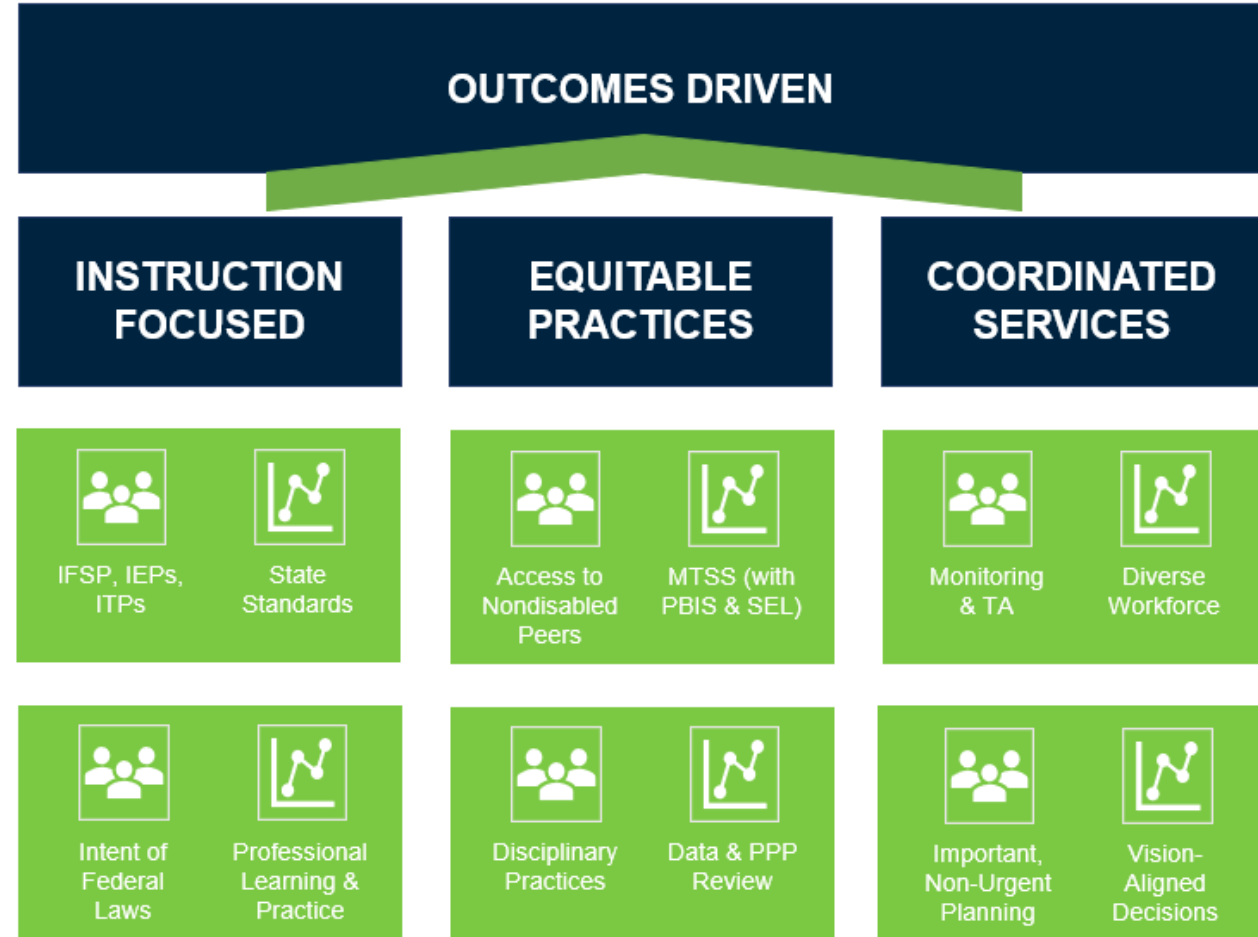 OUTCOMES DRIVEN
INSTRUCTION
FOCUSED
EQUITABLE
PRACTICES
COORDINATED
SERVICES
IFSP, IEPs,
ITPs
State
Standards
Access to
Nondisabled
Peers
MTSS (with
PBIS & SEL)
Monitoring
& TA
Diverse
Workforce
Intent of
Federal
Laws
Professional
Learning &
Practice
Disciplinary
Practices
Data & PPP
Review
Important,
Non-Urgent
Planning
Vision-
Aligned
Decisions